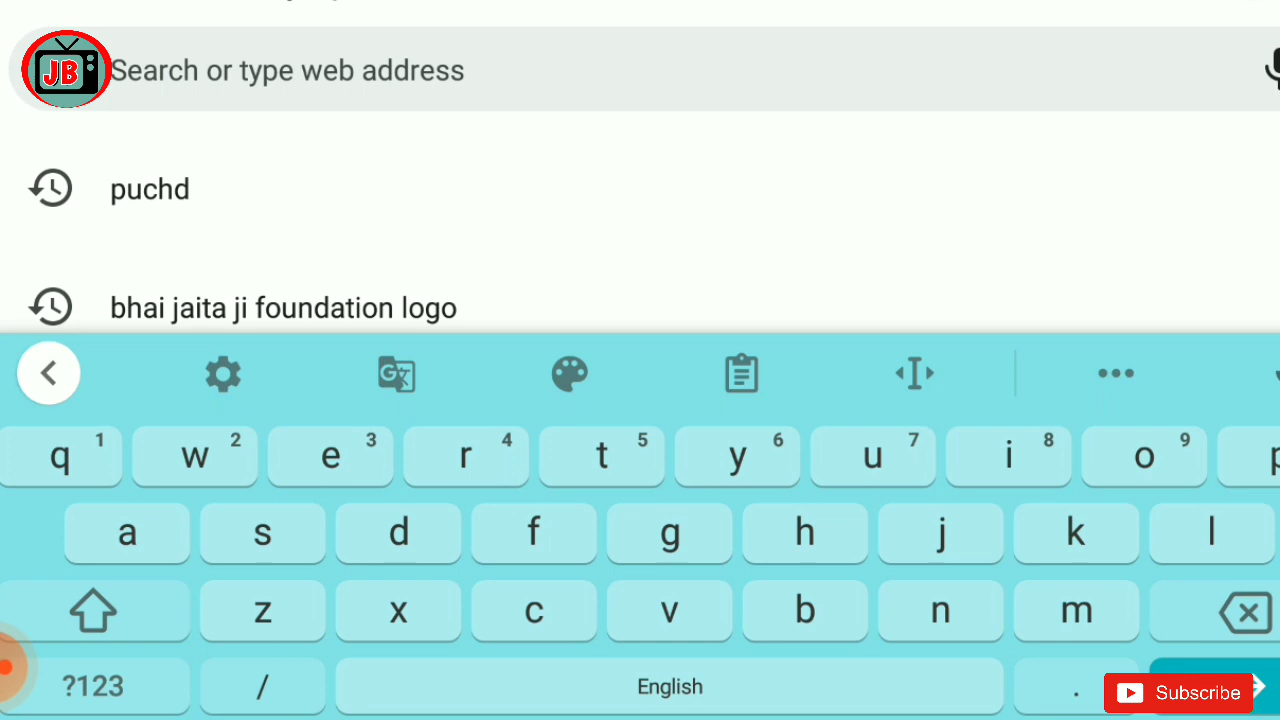 JB Search or type web address
puchd
bhai jaita ji foundation logo
G
q 1 w 2 e 3 r 4 t 5 y 6 u 7 i 8 o 9 p
a s d f g h j k l
z x c v b n m
?123 / English .
Subscribe